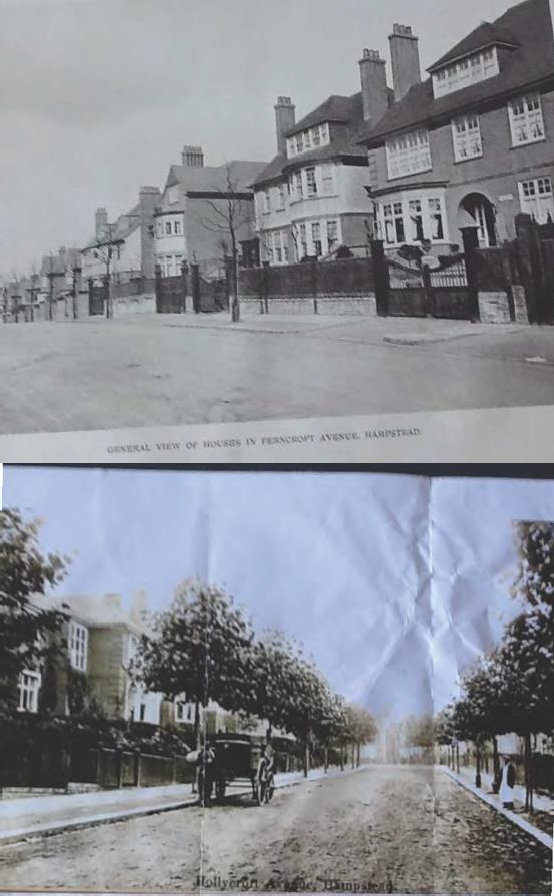 GENERAL VIEW OF HOUSES IN FERNCROFT AVENUE, HAMPSTEAD.
Hollycroft Avenue, Hampstead